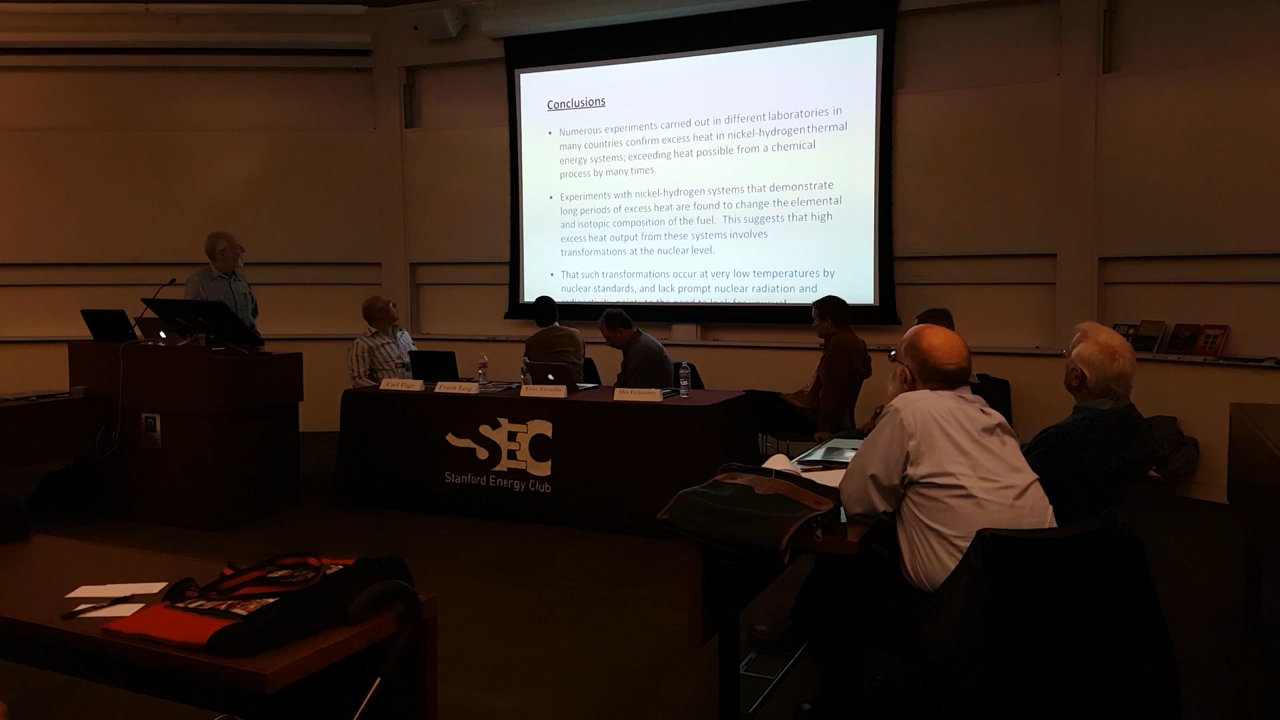 Conclusions
• Numerous experiments carried out in different laboratories in
many countries confirm excess heat in nickel-hydrogen thermal
energy systems; exceeding heat possible from a chemical
process by many times.
• Experiments with nickel-hydrogen systems that demonstrate
long periods of excess heat are found to change the elemental
and isotopic composition of the fuel. This suggests that high
excess heat output from these systems involves
transformations at the nuclear level.
• That such transformations occur at very low temperatures by
nuclear standards, and lack prompt nuclear radiation and
Carl Page
SEC
Stanford Energy Club